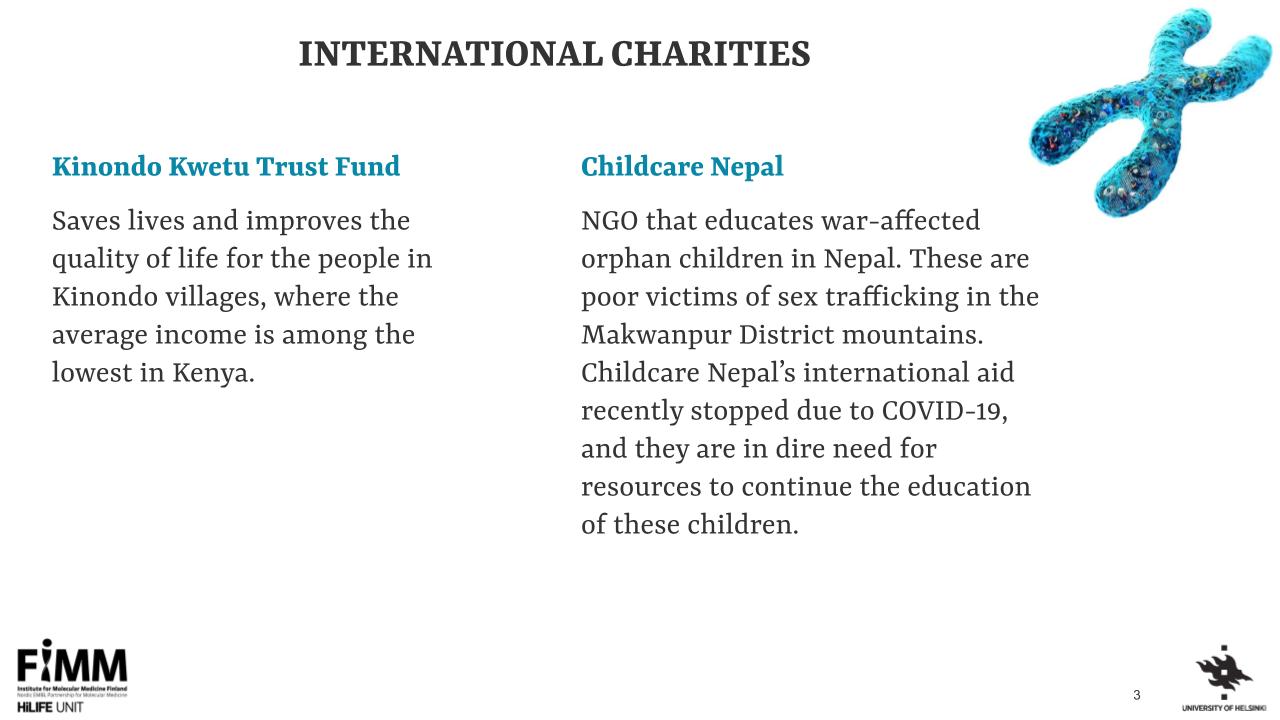 INTERNATIONAL CHARITIES
Kinondo Kwetu Trust Fund
Saves lives and improves the
quality of life for the people in
Kinondo villages, where the
average income is among the
lowest in Kenya.
Childcare Nepal
NGO that educates war-affected
orphan children in Nepal. These are
poor victims of sex trafficking in the
Makwanpur District mountains.
Childcare Nepal’s international aid
recently stopped due to COVID-19,
and they are in dire need for
resources to continue the education
of these children.
FiMM
Institute for Molecular Medicine Finland
Nordic EMBL Partnership for Molecular Medicine
HiLIFE UNIT
3
UNIVERSITY OF HELSINKI